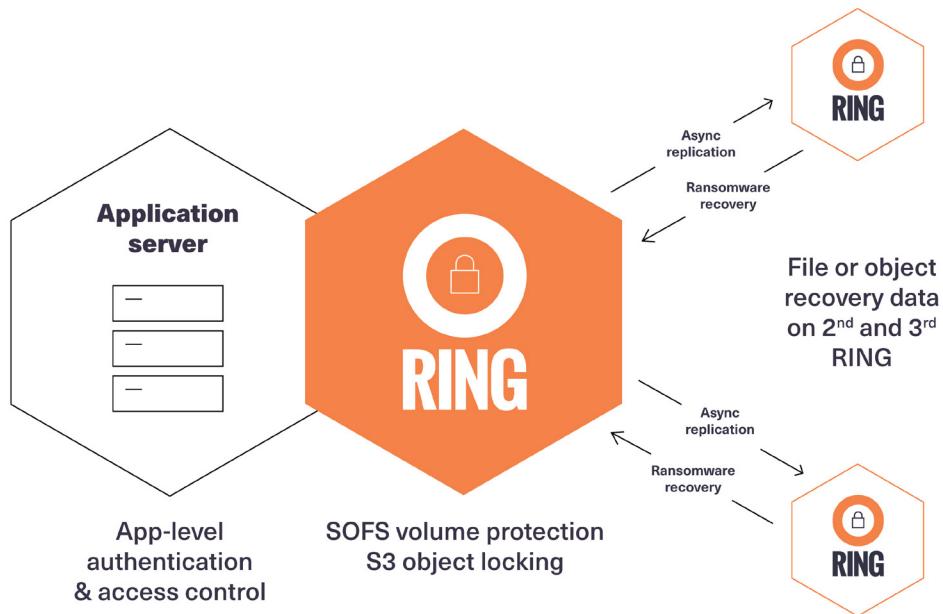 Application
server
App-level
authentication
& access control
RING
SOFS volume protection
S3 object locking
Async
replication
Ransomware
recovery
RING
File or object
recovery data
on 2nd and 3rd
RING
Async
replication
Ransomware
recovery
RING